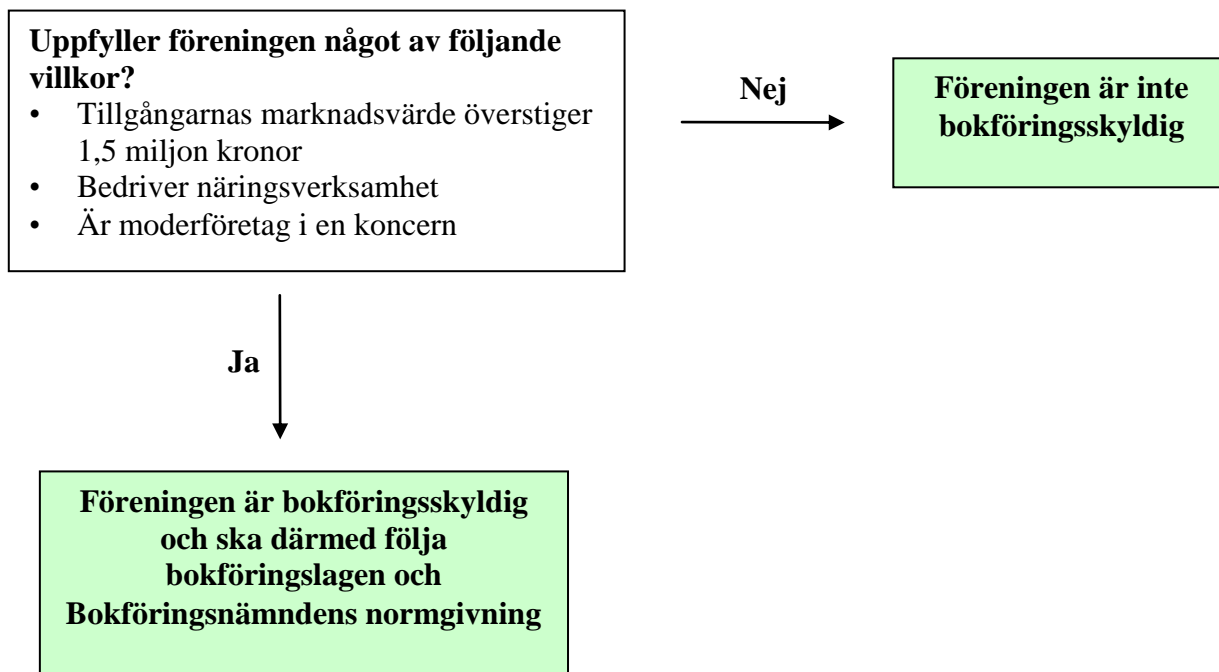 Uppfyller föreningen något av följande
villkor?
• Tillgångarnas marknadsvärde överstiger
1,5 miljon kronor
• Bedriver näringsverksamhet
• Är moderföretag i en koncern
Nej
Föreningen är inte
bokföringsskyldig
Ja
Föreningen är bokföringsskyldig
och ska därmed följa
bokföringslagen och
Bokföringsnämndens normgivning